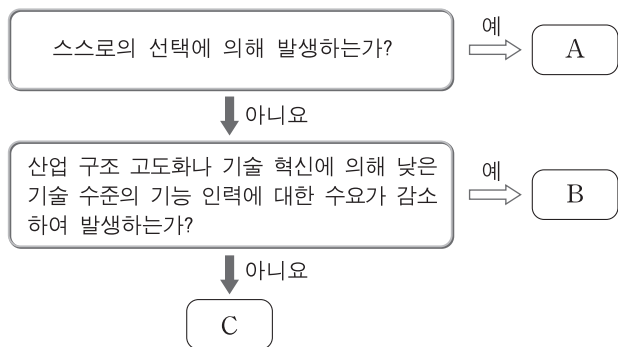 스스로의 선택에 의해 발생하는가?
예
A
아니요
산업 구조 고도화나 기술 혁신에 의해 낮은
기술 수준의 기능 인력에 대한 수요가 감소
하여 발생하는가?
예
B
아니요
C